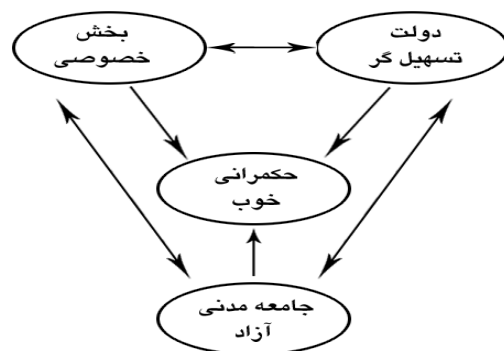 دولت
تسهیل گر
بخش
خصوصی
حکمرانی
خوب
جامعه مدنی
آزاد